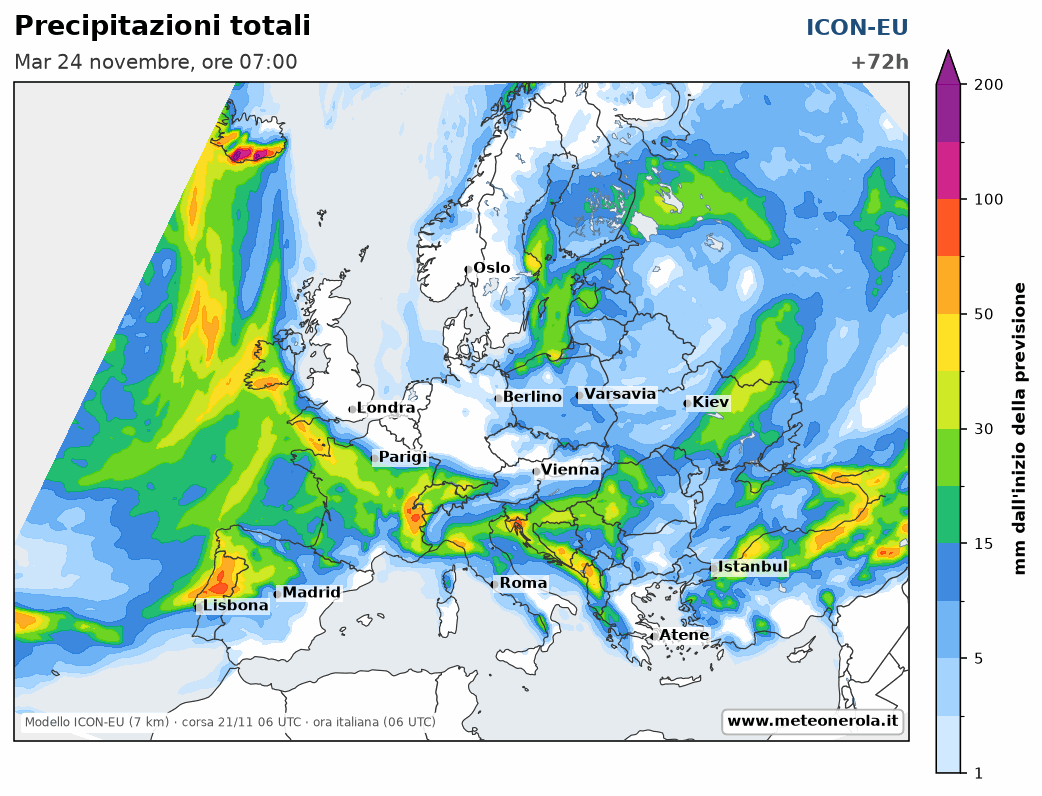 Precipitazioni totali
ICON-EU
Mar 24 novembre, ore 07:00
+72h
200
100
50
30
15
5
1
mm dall'inizio della previsione
Oslo
Berlino
Varsavia
Kiev
Londra
Parigi
Vienna
Istanbul
Roma
Madrid
Lisbona
Atene
Modello ICON-EU (7 km) · corsa 21/11 06 UTC · ora italiana (06 UTC)
www.meteonerola.it